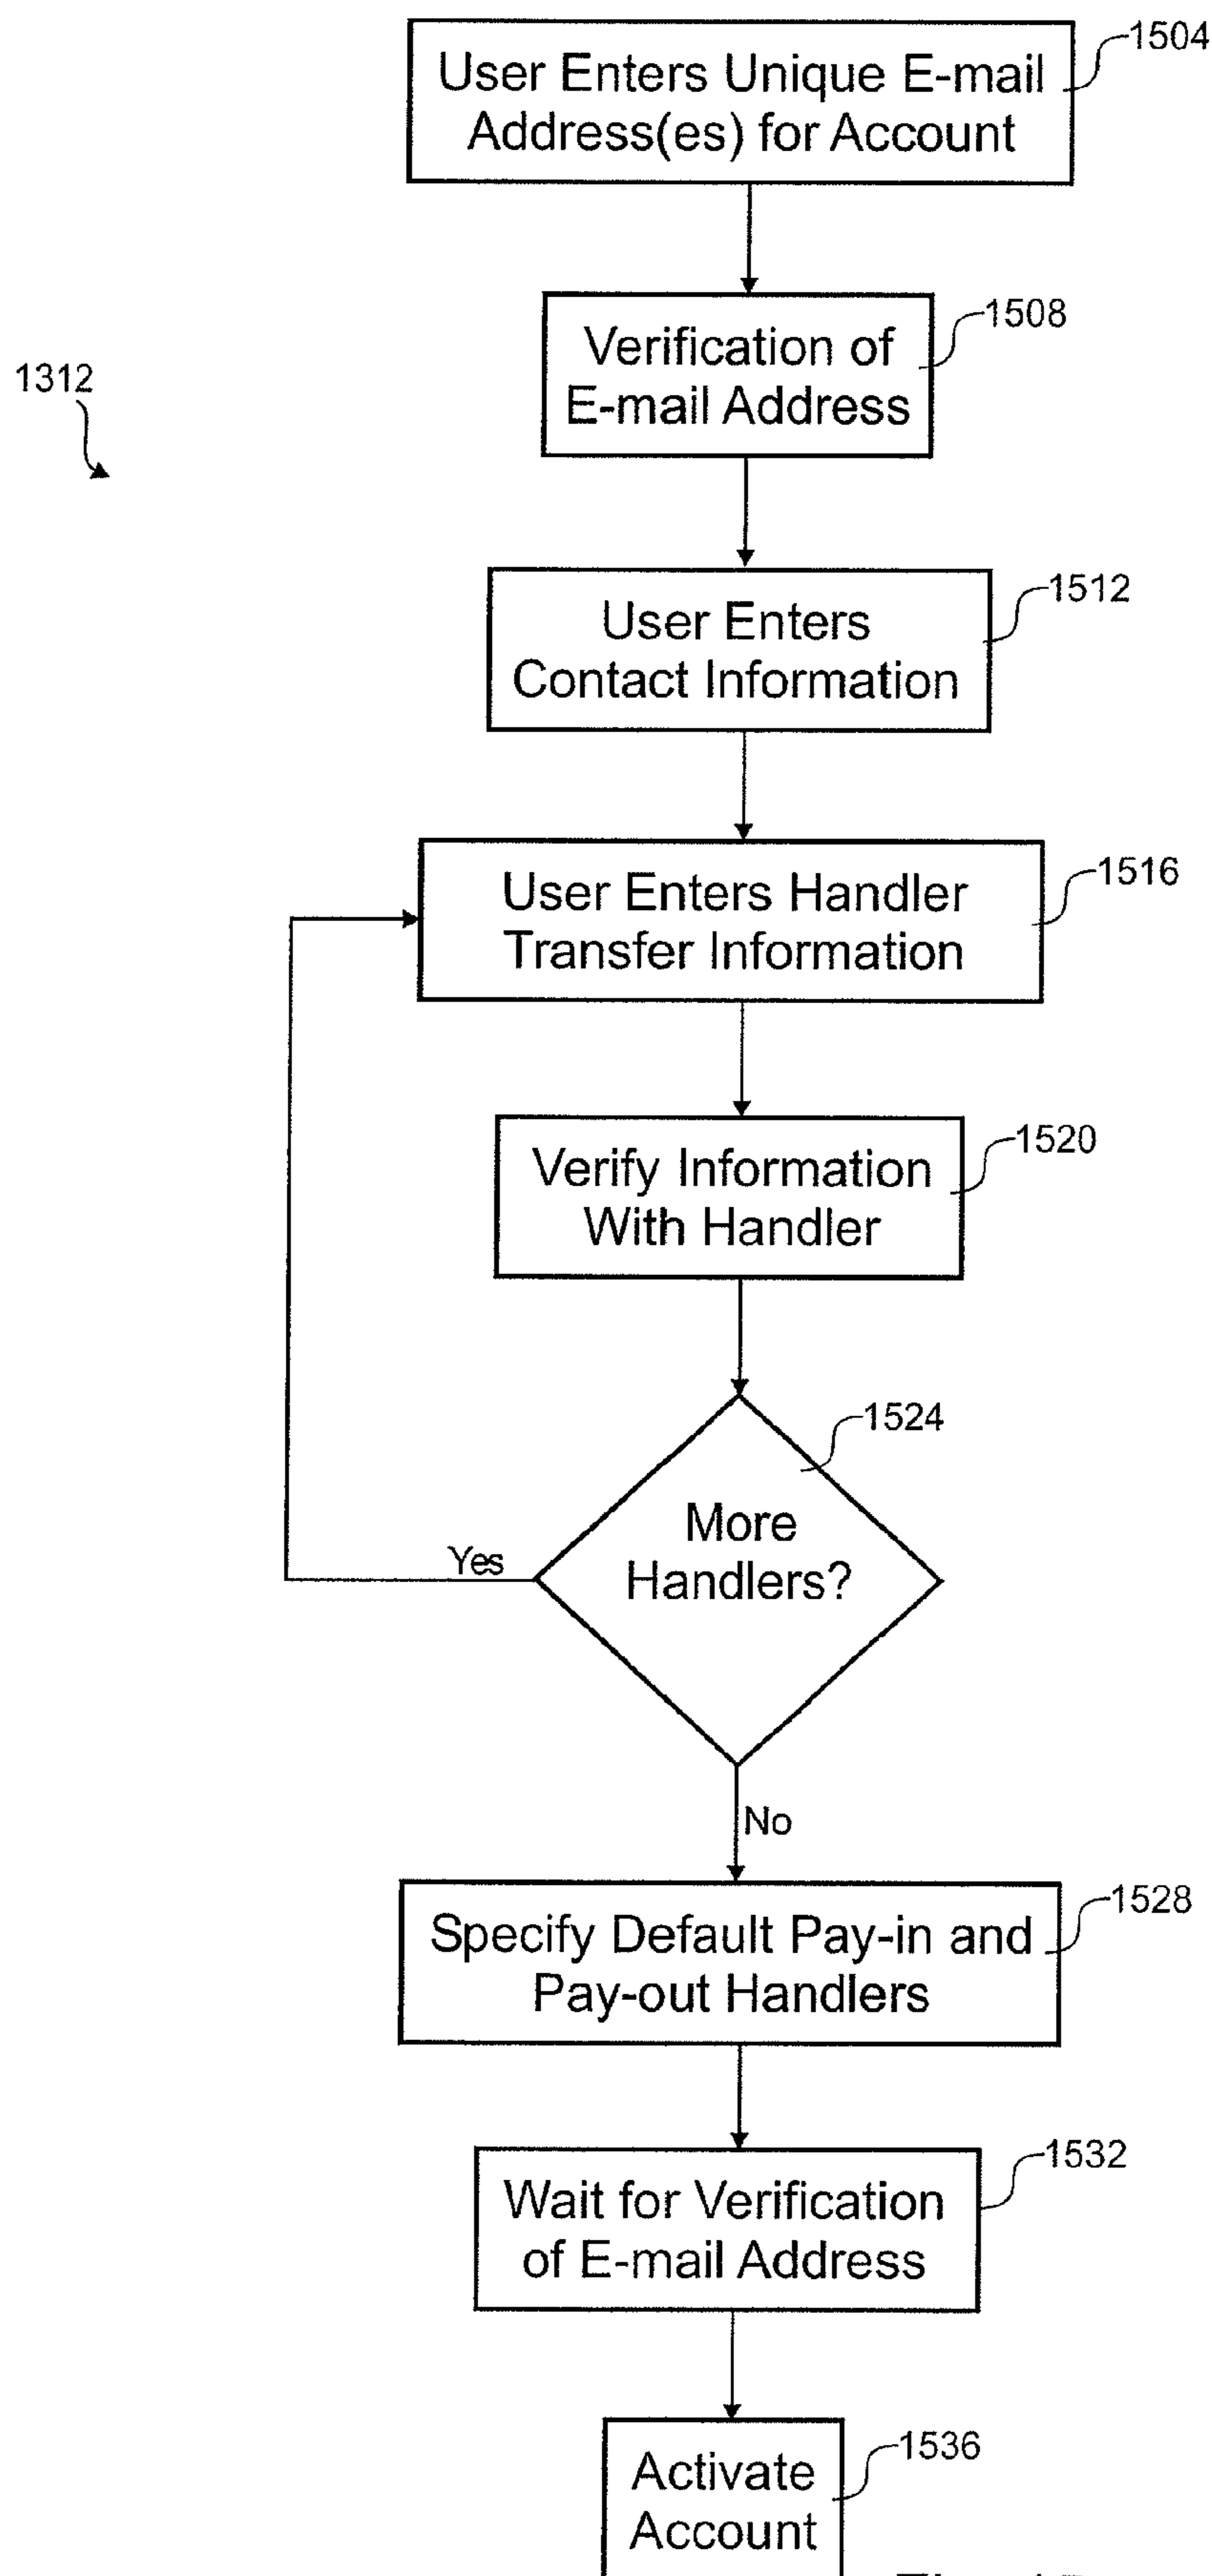 1504
User Enters Unique E-mail
Address(es) for Account
1508
Verification of
E-mail Address
1312
1512
User Enters
Contact Information
1516
User Enters Handler
Transfer Information
1520
Verify Information
With Handler
1524
More
Handlers?
Yes
No
1528
Specify Default Pay-in and
Pay-out Handlers
1532
Wait for Verification
of E-mail Address
1536
Activate
Account